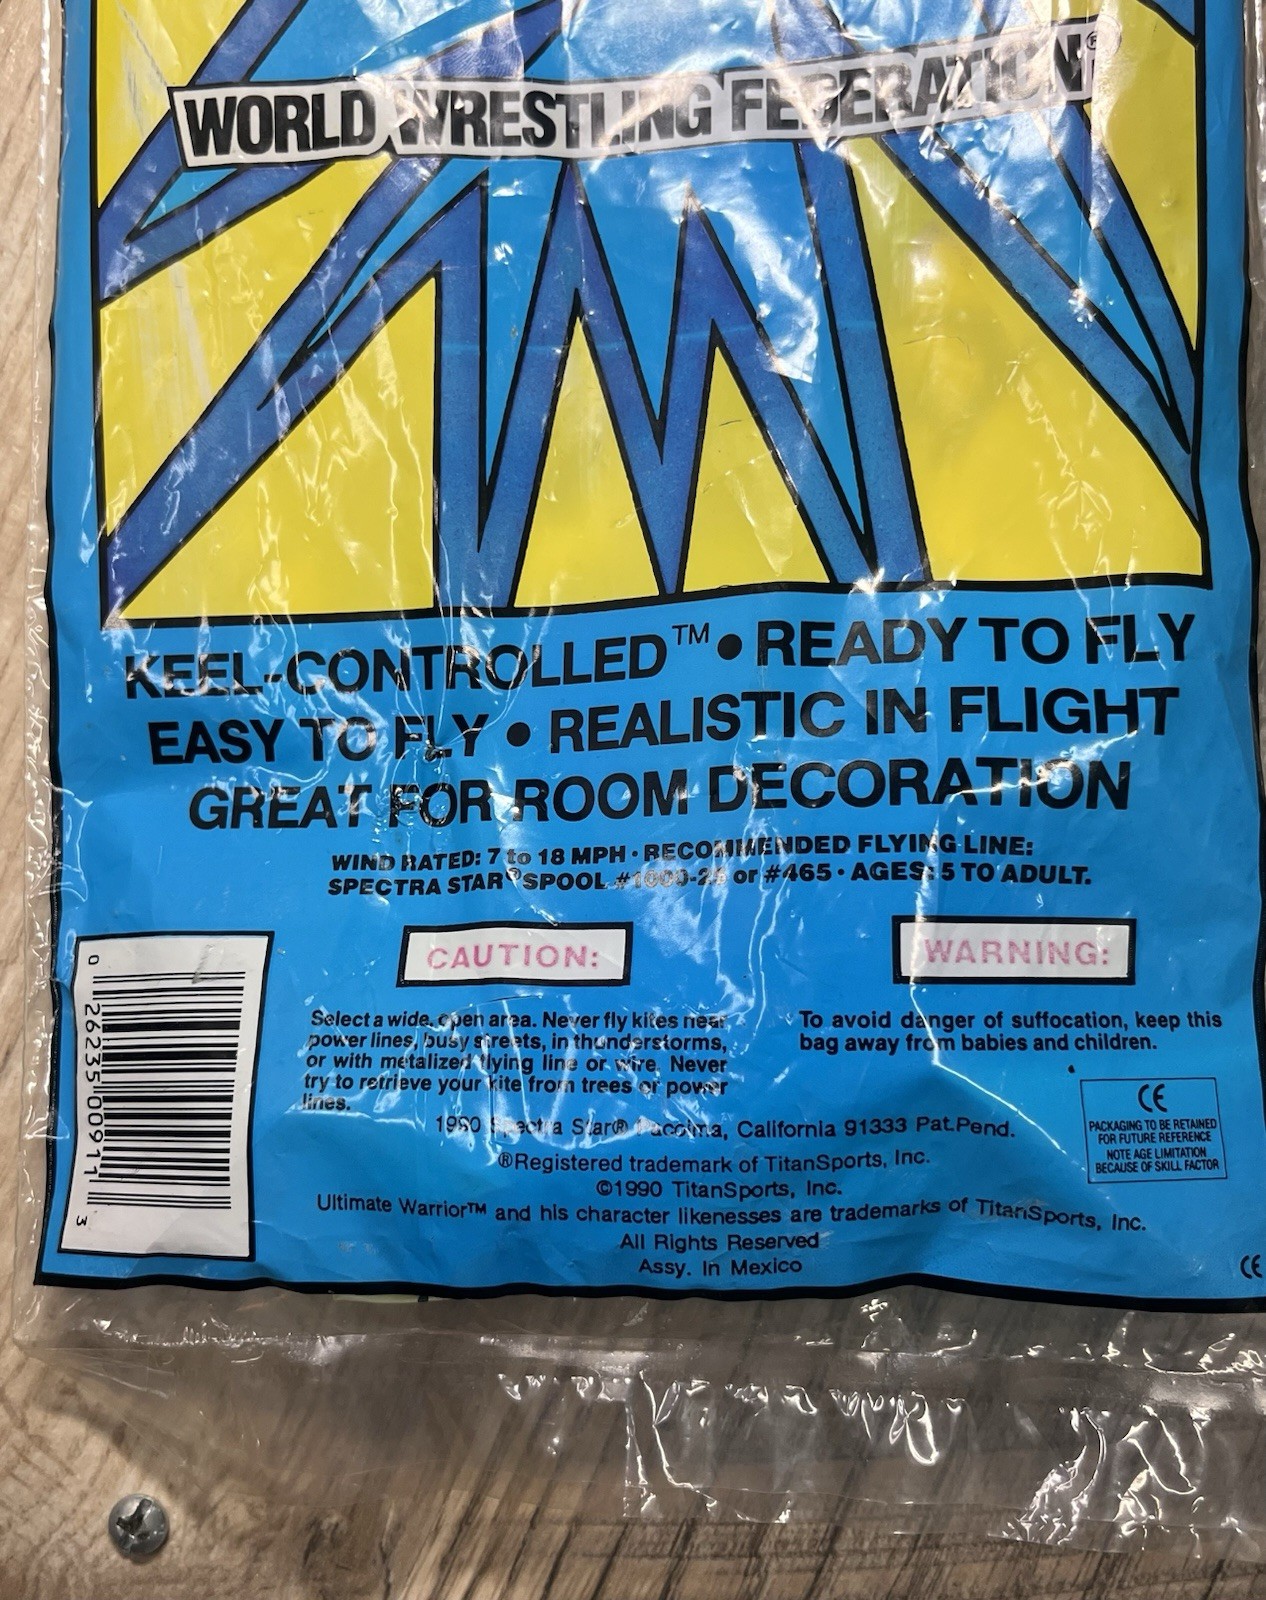 WORLD WRESTLING FEDERATION®
KEEL-CONTROLLED™ • READY TO FLY
EASY TO FLY • REALISTIC IN FLIGHT
GREAT FOR ROOM DECORATION
WIND RATED: 7 to 18 MPH • RECOMMENDED FLYING LINE:
SPECTRA STAR® SPOOL or #465 • AGES: 5 TO ADULT.
CAUTION:
Select a wide, open area. Never fly kites near
power lines, busy streets, in thunderstorms,
or with metalized flying line or wire. Never
try to retrieve your kite from trees or power
lines.
WARNING:
To avoid danger of suffocation, keep this
bag away from babies and children.
CE
PACKAGING TO BE RETAINED
FOR FUTURE REFERENCE
NOTE AGE LIMITATION
BECAUSE OF SKILL FACTOR
1990 Spectra Star® Pacoima, California 91333 Pat.Pend.
®Registered trademark of TitanSports, Inc.
©1990 TitanSports, Inc.
Ultimate Warrior™ and his character likenesses are trademarks of TitanSports, Inc.
All Rights Reserved
Assy. In Mexico
CE
0 26235 00911 3